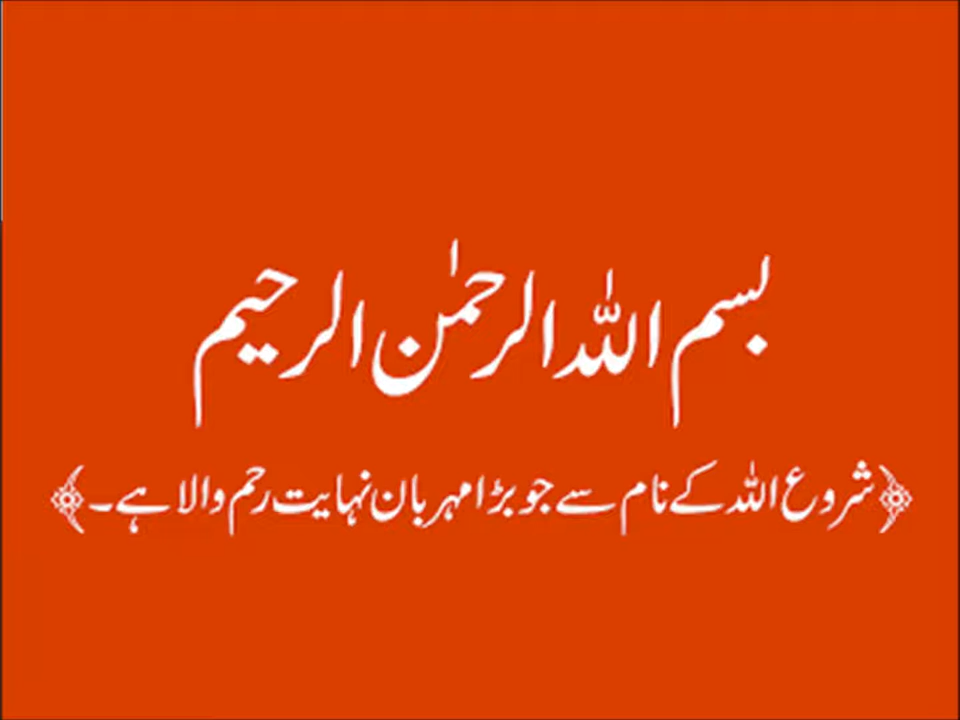 بسم اللہ الرحمٰن الرحیم
﴿شروع اللہ کے نام سے جو بڑا مہربان نہایت رحم والا ہے۔﴾